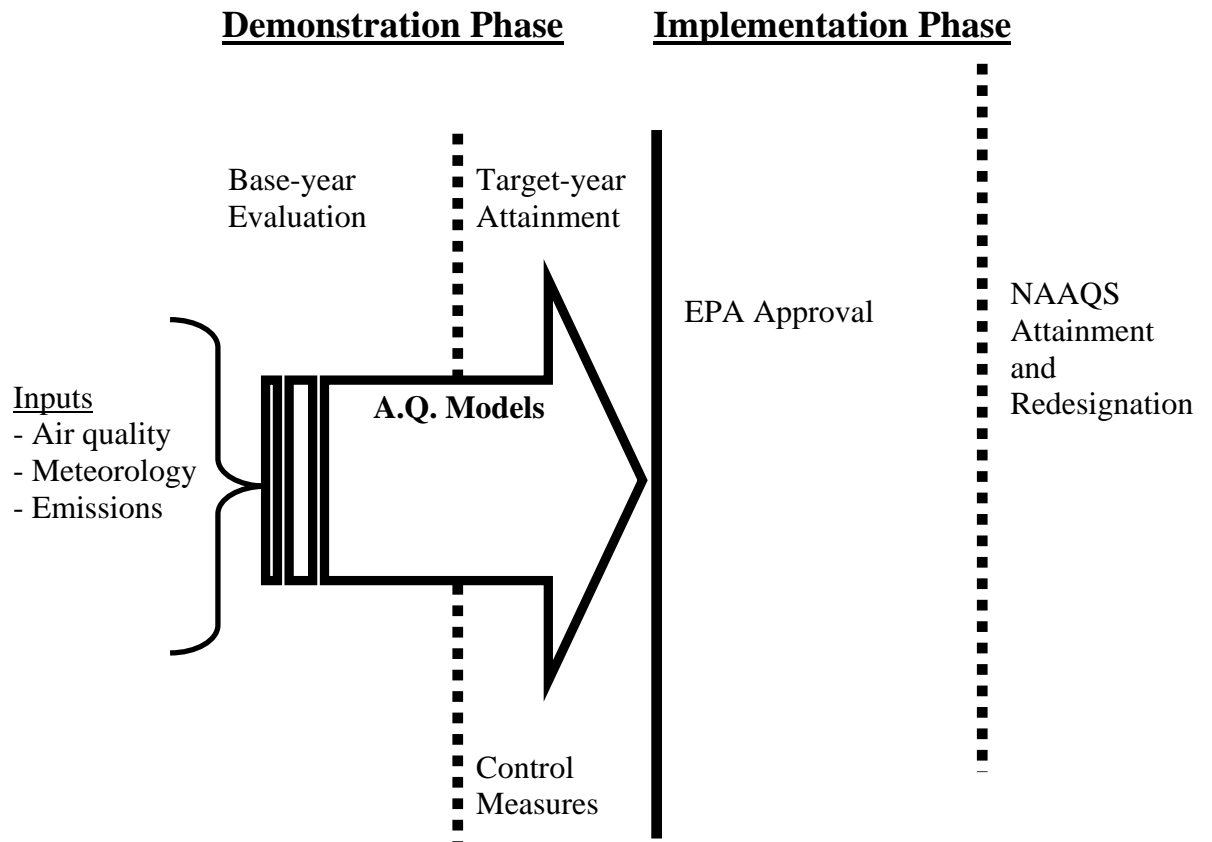 Demonstration Phase
Implementation Phase
Base-year
Evaluation
Target-year
Attainment
EPA Approval
NAAQS
Attainment
and
Redesignation
Inputs
- Air quality
- Meteorology
- Emissions
A.Q. Models
Control
Measures